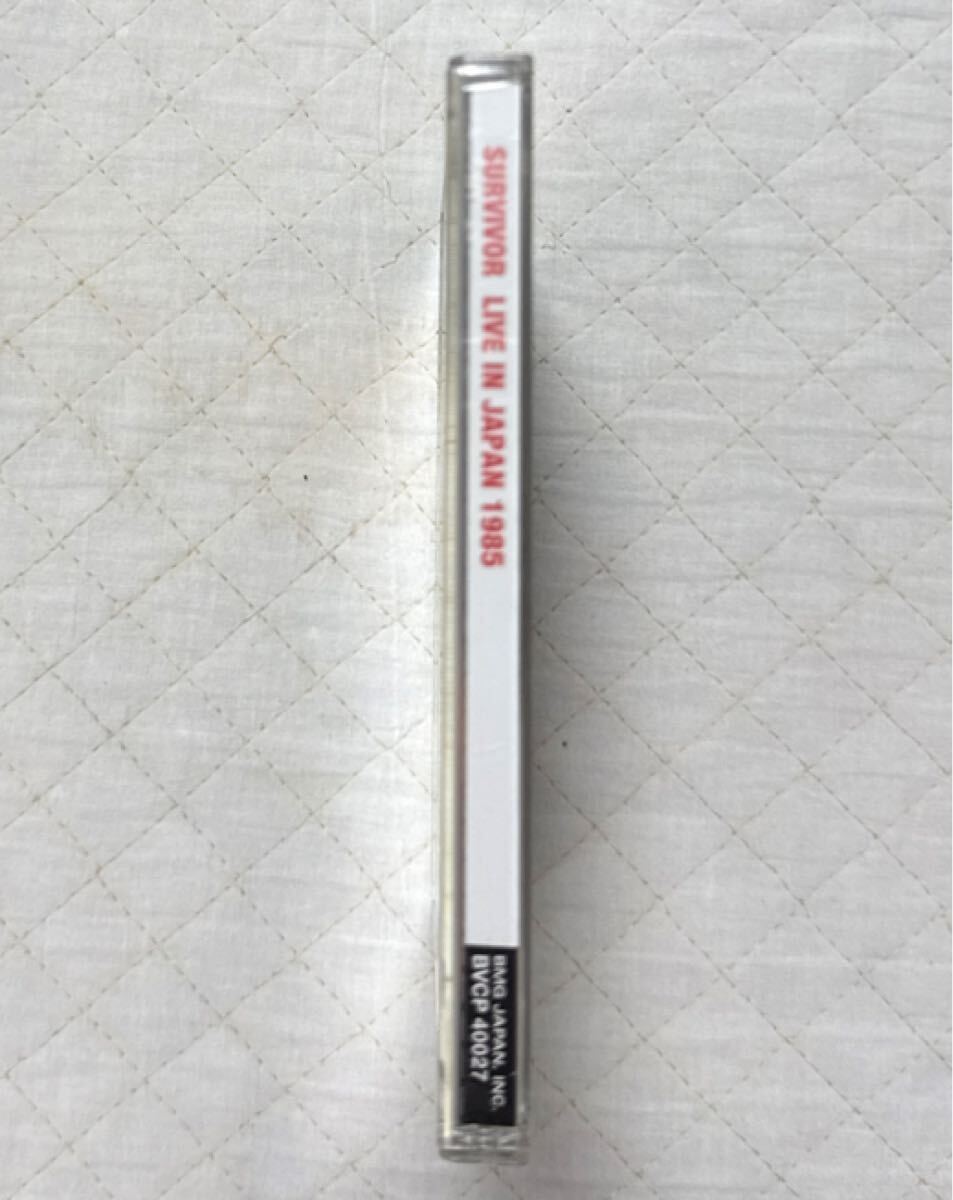 SURVIVOR LIVE IN JAPAN 1985
BMG JAPAN, INC.
BVCP 40027